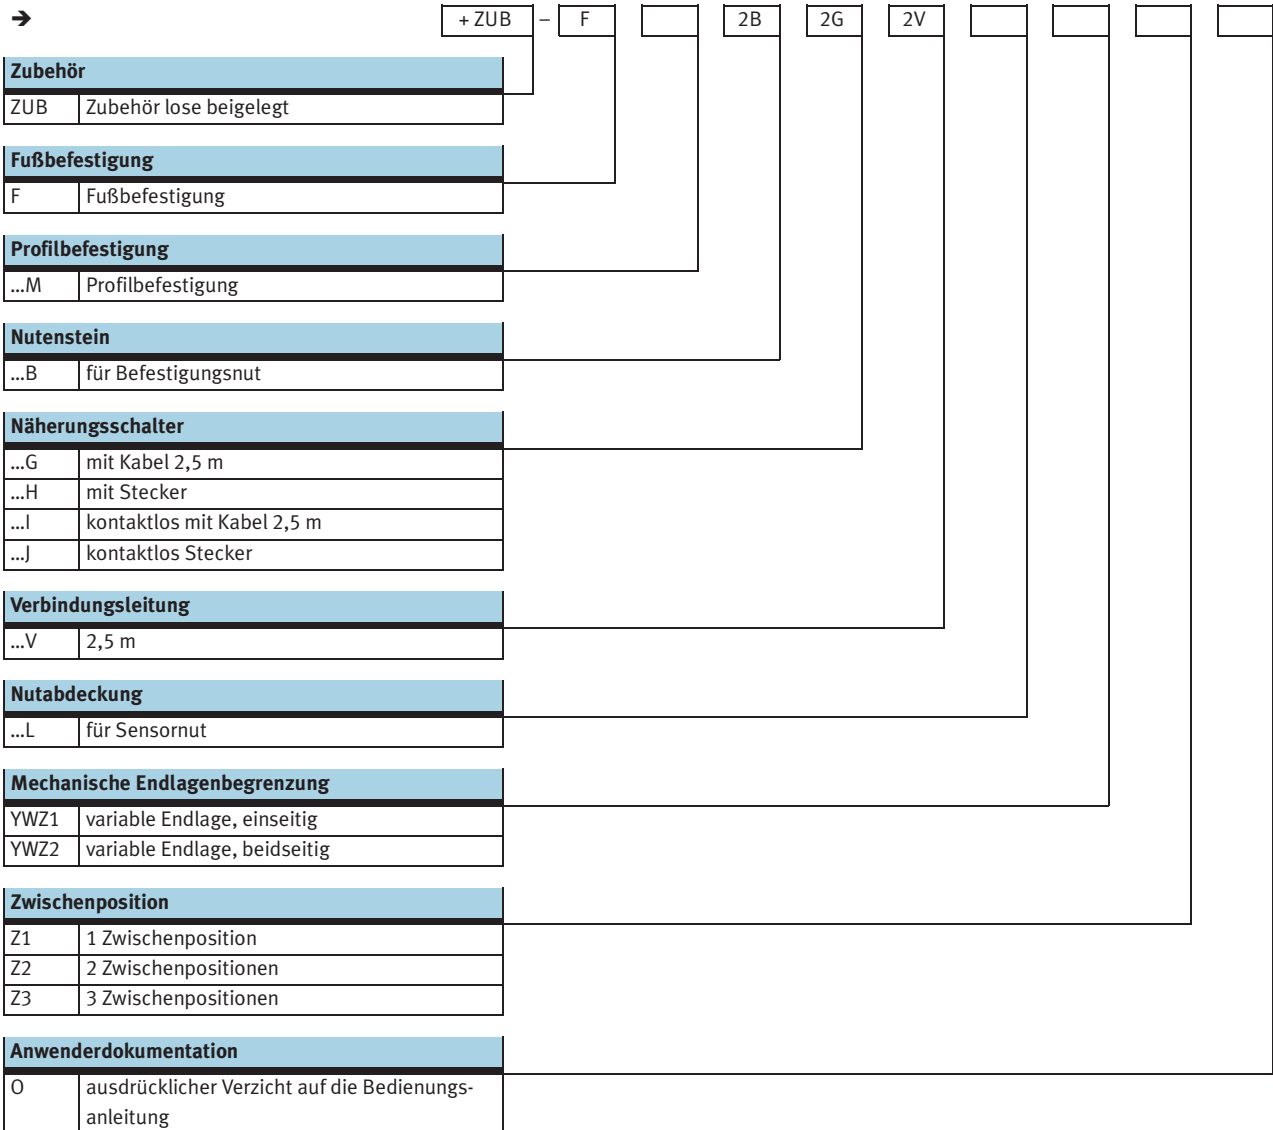 ➔ + ZUB – F 2B 2G 2V
Zubehör
ZUB Zubehör lose beigelegt
Fußbefestigung
F Fußbefestigung
Profilbefestigung
...M Profilbefestigung
Nutenstein
...B für Befestigungsnut
Näherungsschalter
...G mit Kabel 2,5 m
...H mit Stecker
...I kontaktlos mit Kabel 2,5 m
...J kontaktlos Stecker
Verbindungsleitung
...V 2,5 m
Nutabdeckung
...L für Sensornut
Mechanische Endlagenbegrenzung
YWZ1 variable Endlage, einseitig
YWZ2 variable Endlage, beidseitig
Zwischenposition
Z1 1 Zwischenposition
Z2 2 Zwischenpositionen
Z3 3 Zwischenpositionen
Anwenderdokumentation
O ausdrücklicher Verzicht auf die Bedienungs-
anleitung